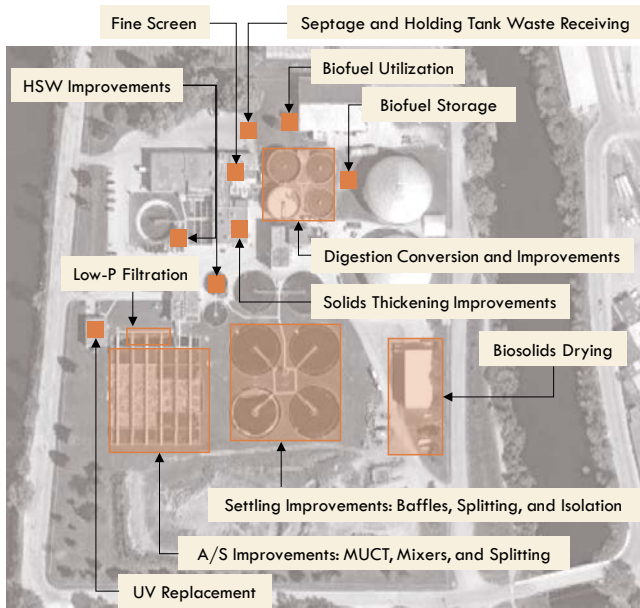 Fine Screen
Septage and Holding Tank Waste Receiving
Biofuel Utilization
HSW Improvements
Biofuel Storage
Digestion Conversion and Improvements
Low-P Filtration
Solids Thickening Improvements
Biosolids Drying
Settling Improvements: Baffles, Splitting, and Isolation
A/S Improvements: MUCT, Mixers, and Splitting
UV Replacement